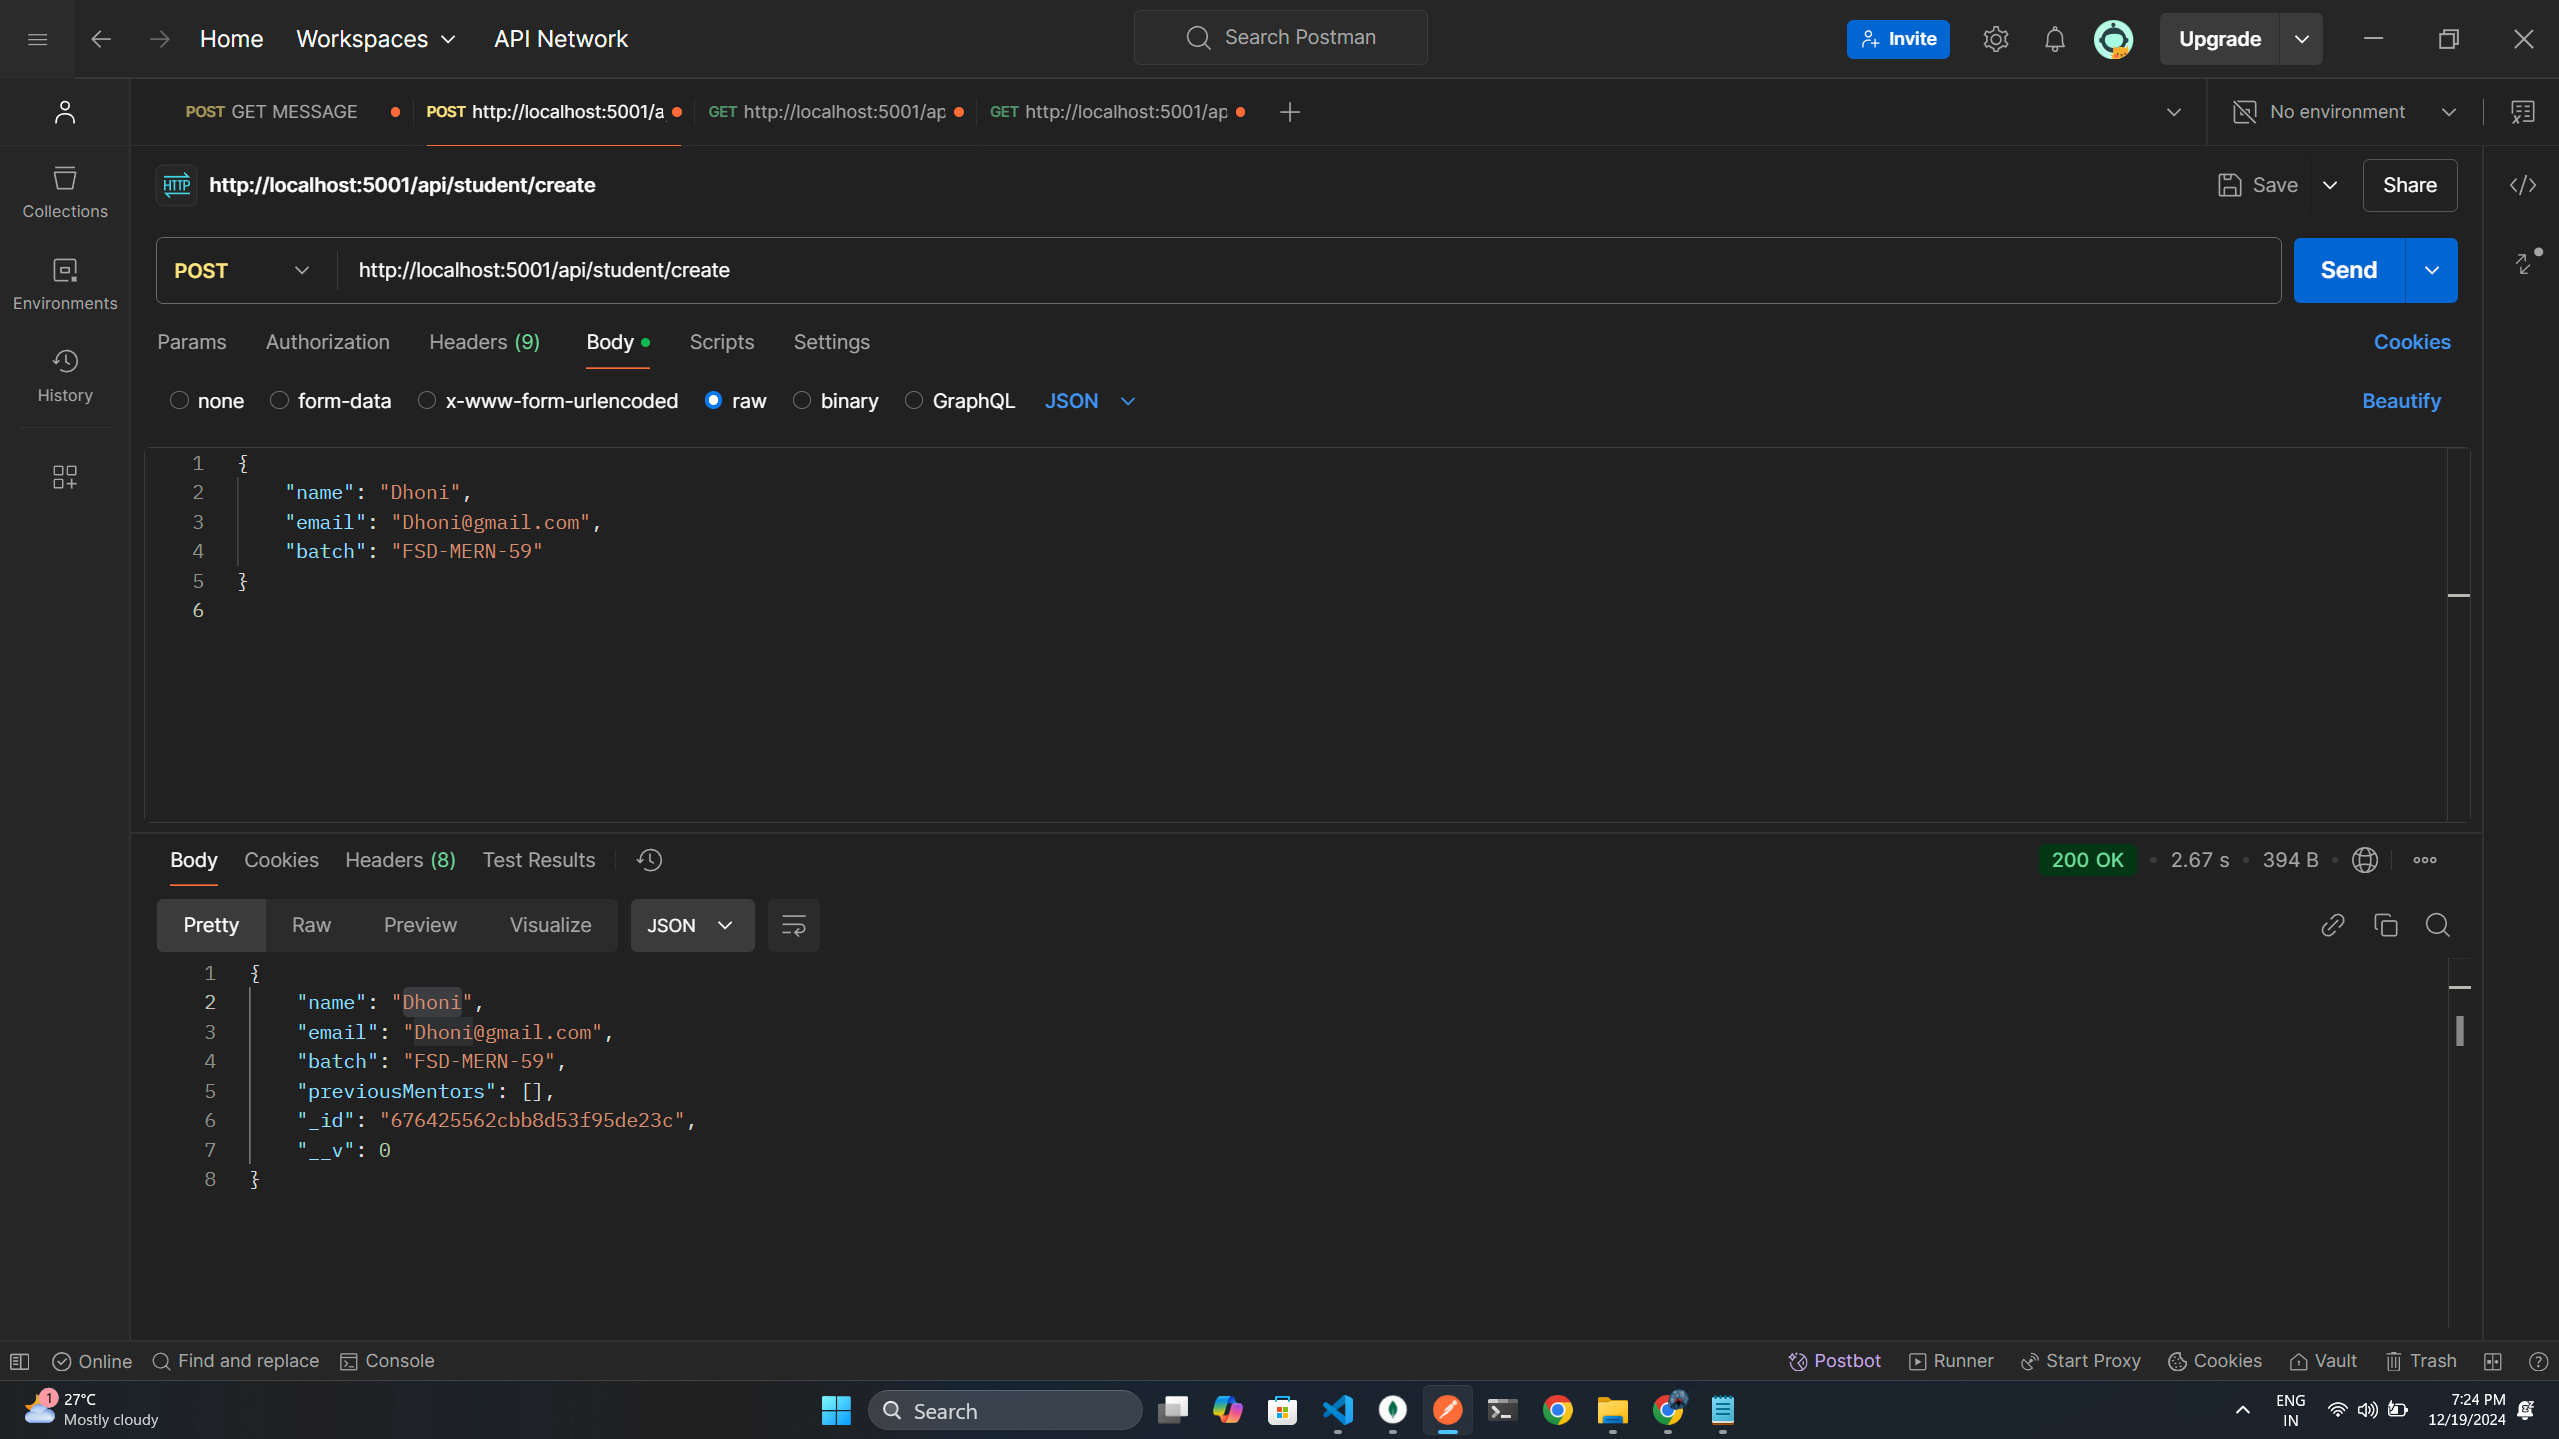 Home Workspaces API Network Search Postman Invite Upgrade
POST GET MESSAGE POST http://localhost:5001/a GET http://localhost:5001/ap GET http://localhost:5001/ap No environment
HTTP http://localhost:5001/api/student/create Save Share
Collections
Environments
History
POST http://localhost:5001/api/student/create Send
Params Authorization Headers (9) Body Scripts Settings Cookies
none form-data x-www-form-urlencoded raw binary GraphQL JSON Beautify
1 {
2 "name": "Dhoni",
3 "email": "Dhoni@gmail.com",
4 "batch": "FSD-MERN-59"
5 }
6
Body Cookies Headers (8) Test Results 200 OK 2.67 s 394 B
Pretty Raw Preview Visualize JSON
1 {
2 "name": "Dhoni",
3 "email": "Dhoni@gmail.com",
4 "batch": "FSD-MERN-59",
5 "previousMentors": [],
6 "_id": "676425562cbb8d53f95de23c",
7 "__v": 0
8 }
Online Find and replace Console Postbot Runner Start Proxy Cookies Vault Trash
1 27°C
Mostly cloudy
Search
ENG
IN
7:24 PM
12/19/2024